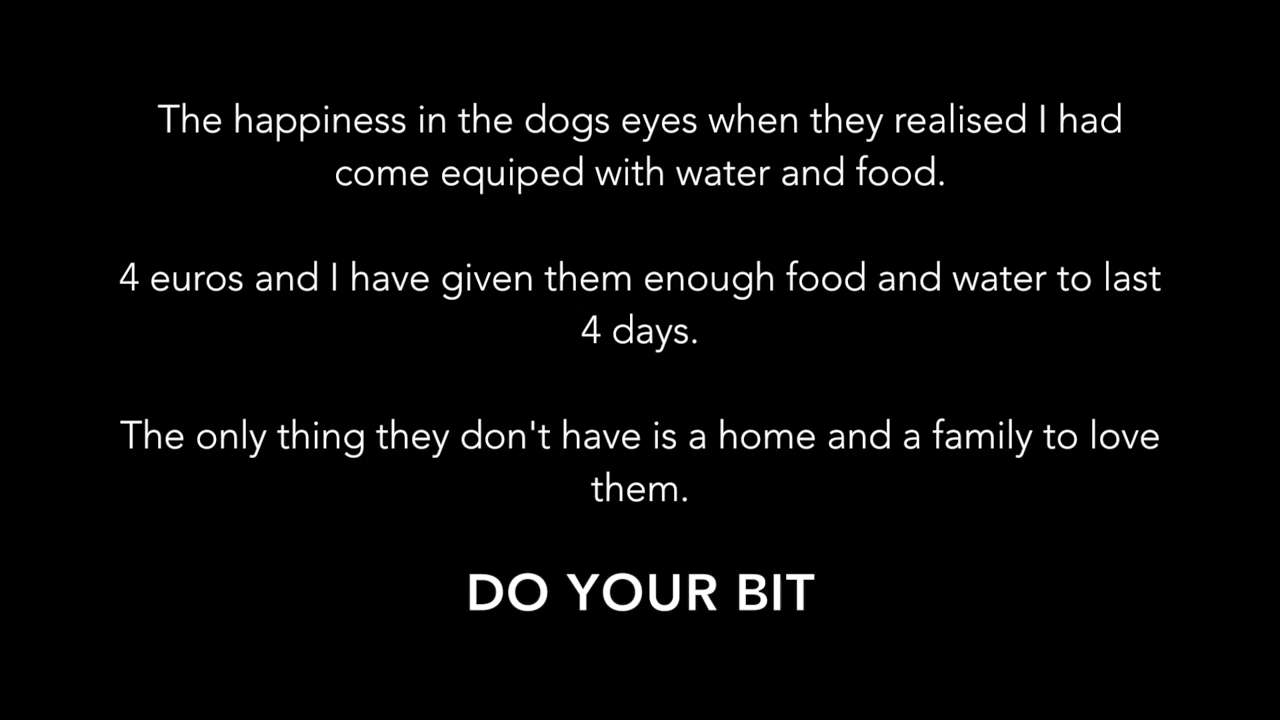 The happiness in the dogs eyes when they realised I had
come equiped with water and food.
4 euros and I have given them enough food and water to last
4 days.
The only thing they don't have is a home and a family to love
them.
DO YOUR BIT